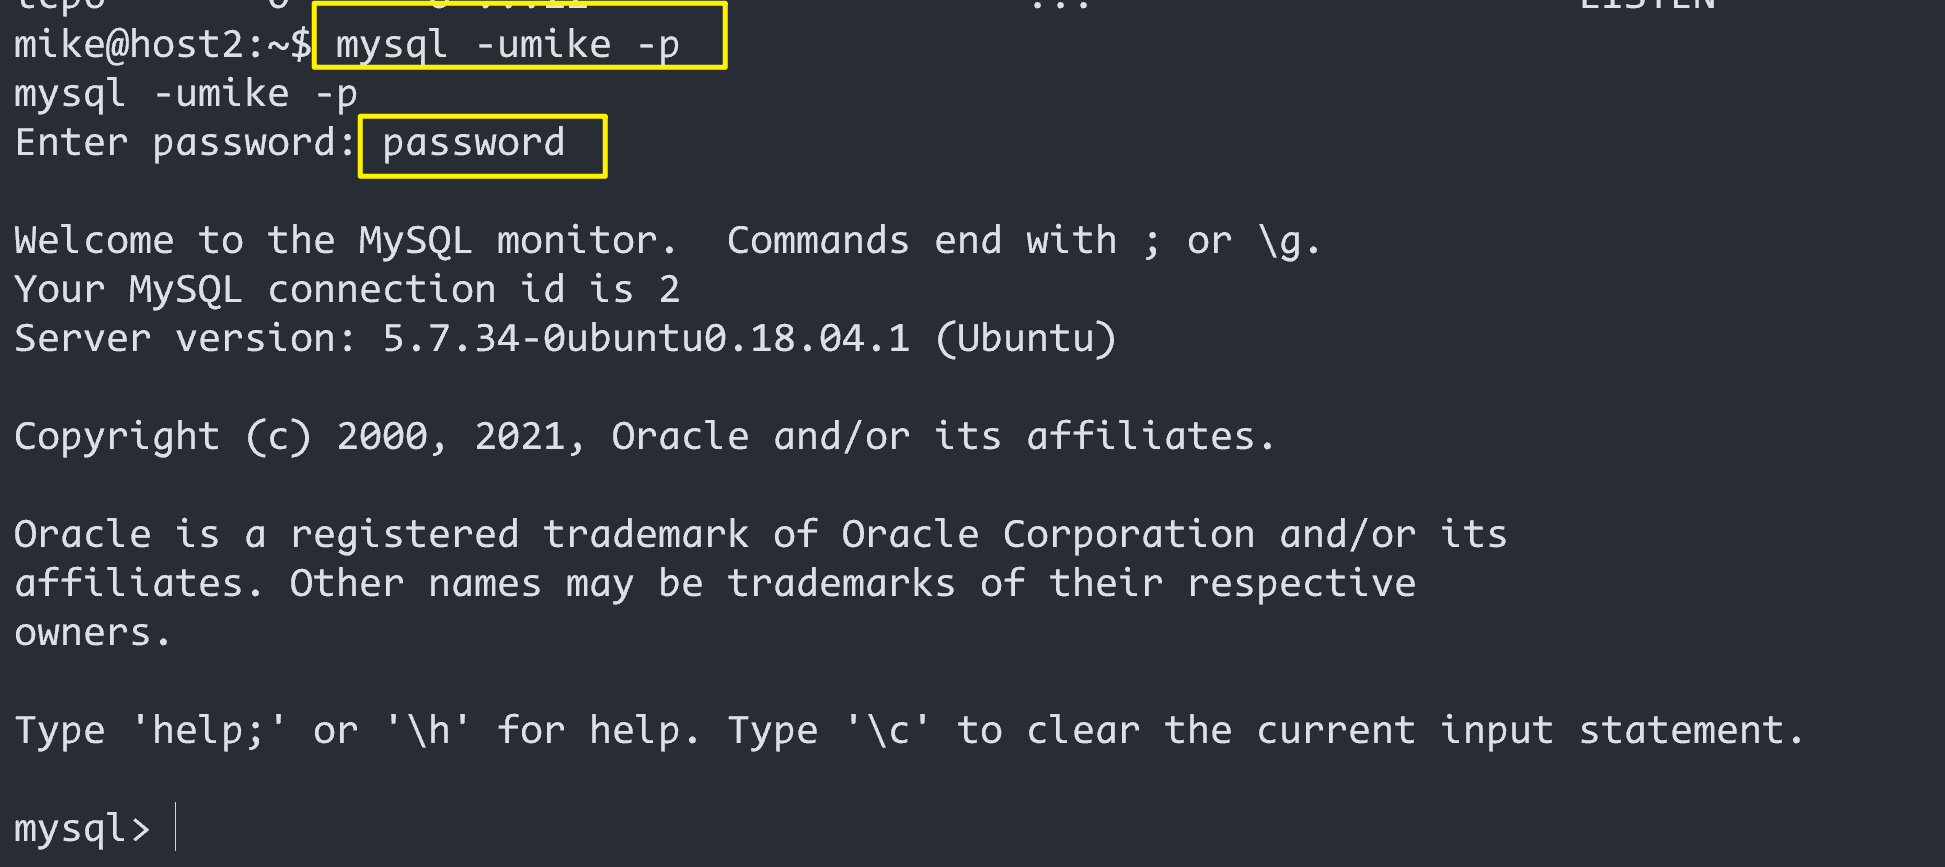 LISTEN
mike@host2:~$ mysql -umike -p
mysql -umike -p
Enter password: password
Welcome to the MySQL monitor.  Commands end with ; or \g.
Your MySQL connection id is 2
Server version: 5.7.34-0ubuntu0.18.04.1 (Ubuntu)
Copyright (c) 2000, 2021, Oracle and/or its affiliates.
Oracle is a registered trademark of Oracle Corporation and/or its
affiliates. Other names may be trademarks of their respective
owners.
Type 'help;' or '\h' for help. Type '\c' to clear the current input statement.
mysql>